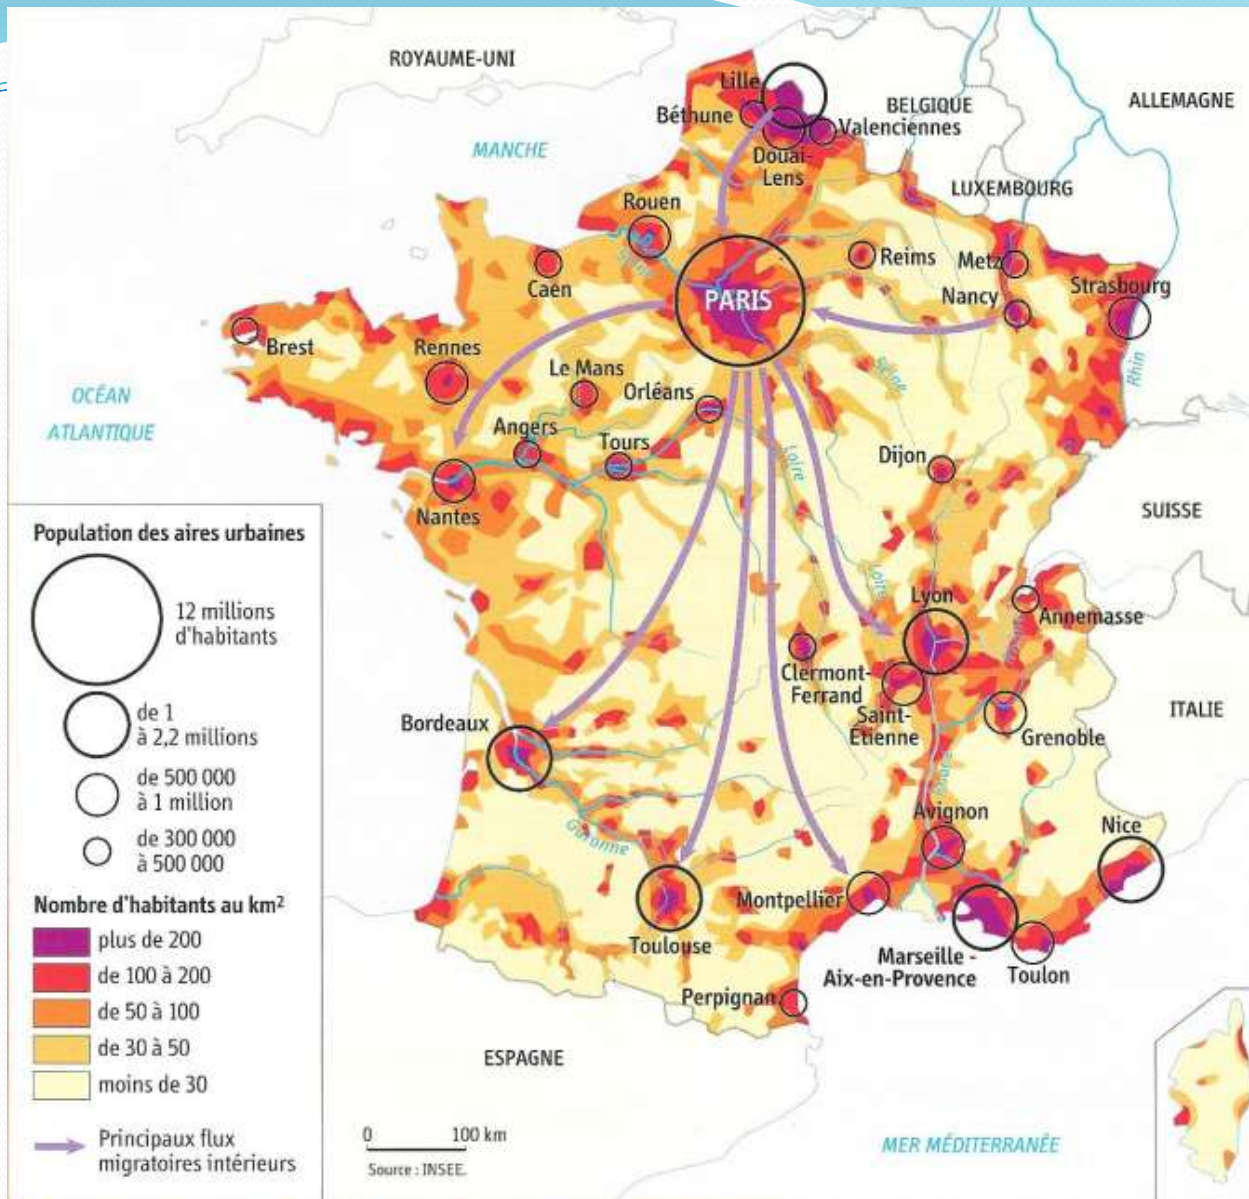 ROYAUME-UNI
Lille
BELGIQUE
ALLEMAGNE
Béthune
Valenciennes
MANCHE
Douai-
Lens
LUXEMBOURG
Rouen
Seine
Reims
Metz
Caen
PARIS
Nancy
Strasbourg
Brest
Rennes
Le Mans
Orléans
Seine
Rhin
OCÉAN
ATLANTIQUE
Angers
Tours
Loire
Dijon
Nantes
SUISSE
Population des aires urbaines
12 millions
d'habitants
de 1
à 2,2 millions
de 500 000
à 1 million
de 300 000
à 500 000
Nombre d'habitants au km²
plus de 200
de 100 à 200
de 50 à 100
de 30 à 50
moins de 30
Principaux flux
migratoires intérieurs
Loire
Lyon
Annemasse
Clermont-
Ferrand
Saint-
Étienne
ITALIE
Bordeaux
Grenoble
Garonne
Avignon
Nice
Montpellier
Toulouse
Marseille -
Aix-en-Provence
Toulon
Perpignan
ESPAGNE
0 100 km
Source : INSEE.
MER MÉDITERRANÉE